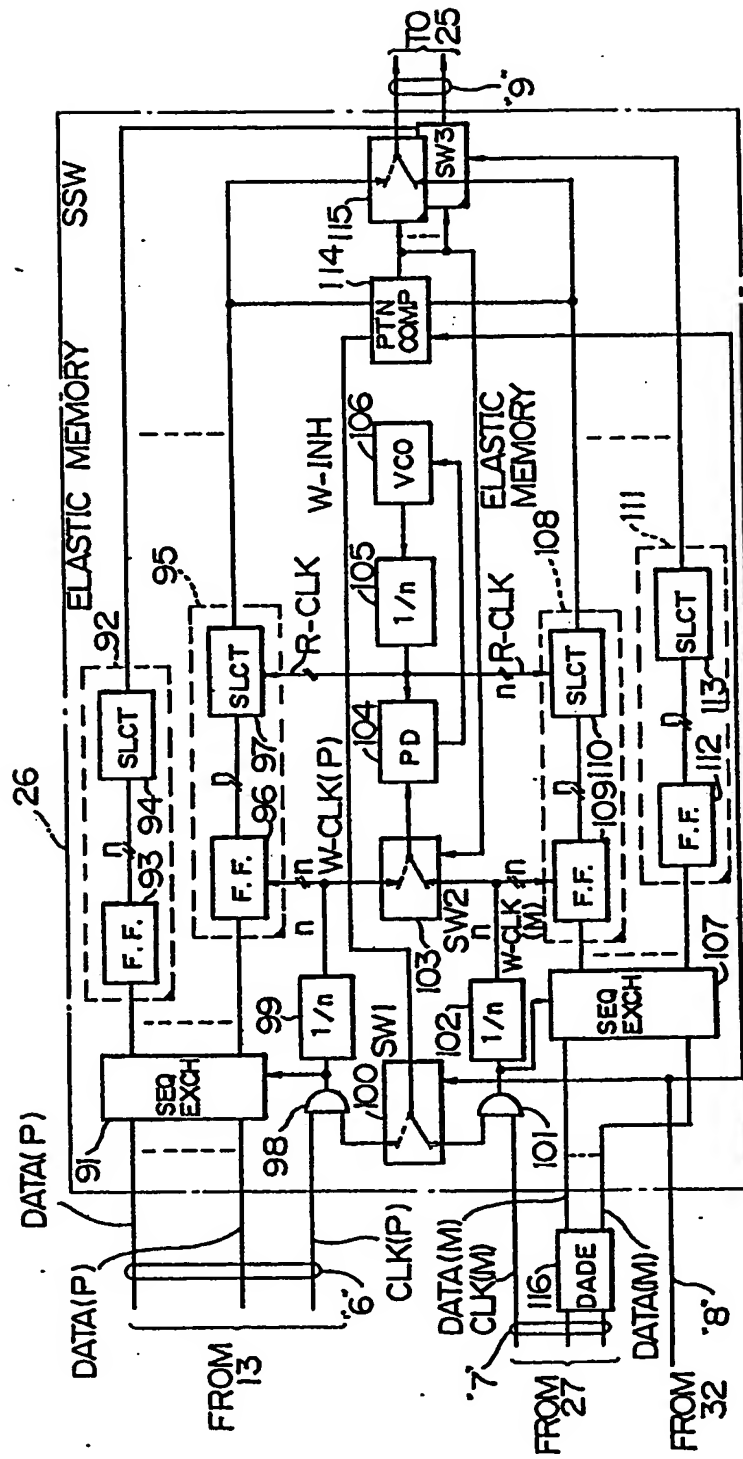 26
ELASTIC MEMORY
SSW
DATA(P)
DATA(P)
91
SEQ
EXCH
92
93
F.F.
n
94
SLCT
95
96
F.F.
n
97
SLCT
FROM
13
"6"
CLK(P)
98
99
1/n
n
W-CLK(P)
R-CLK
W-INH
100
SW1
SW2
103
104
PD
105
1/n
106
VCO
114
PTN
COMP
115
SW3
"9"
TO
25
101
102
1/n
n
W-CLK
(M)
n
R-CLK
ELASTIC
MEMORY
DATA(M)
CLK(M)
"7"
FROM
27
116
DADE
DATA(M)
SEQ
EXCH
107
108
109
F.F.
n
110
SLCT
111
112
F.F.
n
113
SLCT
"8"
FROM
32